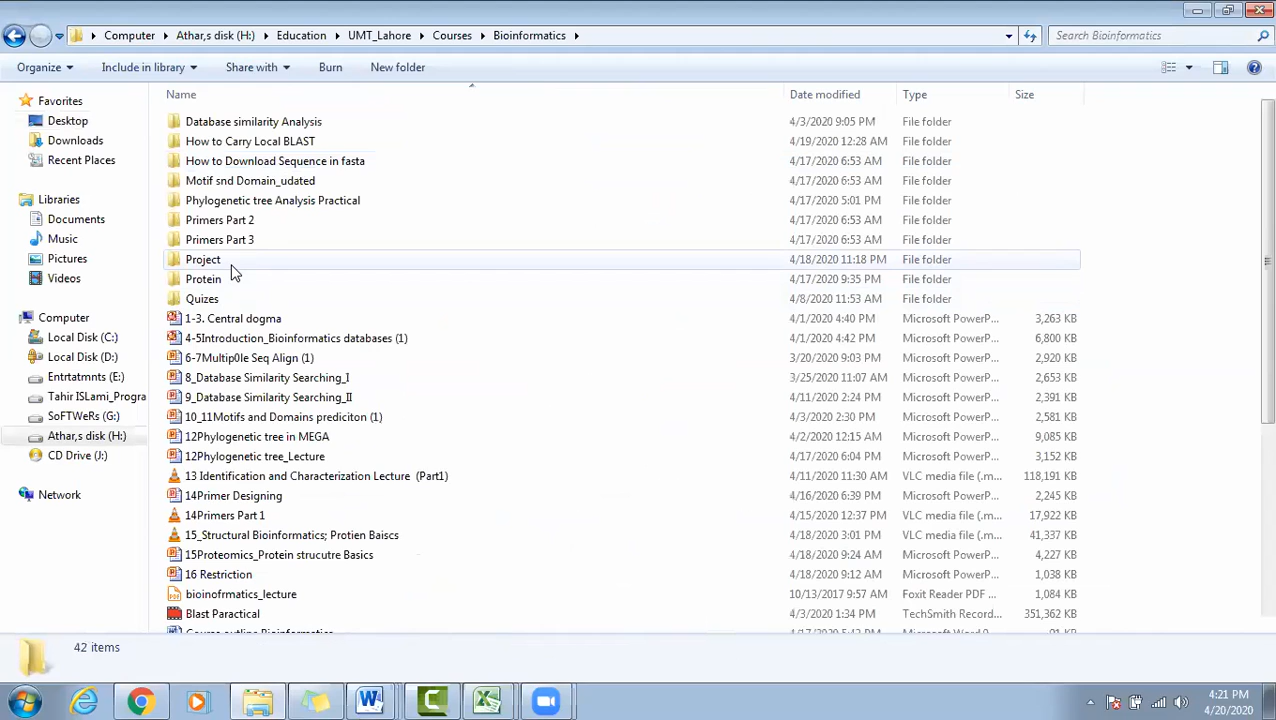 Computer Athar,s disk (H:) Education UMT_Lahore Courses Bioinformatics Search Bioinformatics
Organize Include in library Share with Burn New folder
Favorites
Desktop
Downloads
Recent Places
Libraries
Documents
Music
Pictures
Videos
Computer
Local Disk (C:)
Local Disk (D:)
Entrtatmnts (E:)
Tahir ISLami_Progra
SoFTWeRs (G:)
Athar,s disk (H:)
CD Drive (J:)
Network
Name Date modified Type Size
Database similarity Analysis 4/3/2020 9:05 PM File folder
How to Carry Local BLAST 4/19/2020 12:28 AM File folder
How to Download Sequence in fasta 4/17/2020 6:53 AM File folder
Motif snd Domain_udated 4/17/2020 6:53 AM File folder
Phylogenetic tree Analysis Practical 4/17/2020 5:01 PM File folder
Primers Part 2 4/17/2020 6:53 AM File folder
Primers Part 3 4/17/2020 6:53 AM File folder
Project 4/18/2020 11:18 PM File folder
Protein 4/17/2020 9:35 PM File folder
Quizes 4/8/2020 11:53 AM File folder
1-3. Central dogma 4/1/2020 4:40 PM Microsoft PowerP... 3,263 KB
4-5Introduction_Bioinformatics databases (1) 4/1/2020 4:42 PM Microsoft PowerP... 6,800 KB
6-7Multip0le Seq Align (1) 3/20/2020 9:03 PM Microsoft PowerP... 2,920 KB
8_Database Similarity Searching_I 3/25/2020 11:07 AM Microsoft PowerP... 2,653 KB
9_Database Similarity Searching_II 4/11/2020 2:24 PM Microsoft PowerP... 2,639 KB
10_11Motifs and Domains prediciton (1) 4/3/2020 2:30 PM Microsoft PowerP... 2,581 KB
12Phylogenetic tree in MEGA 4/2/2020 12:15 AM Microsoft PowerP... 9,085 KB
12Phylogenetic tree_Lecture 4/17/2020 6:04 PM Microsoft PowerP... 3,152 KB
13 Identification and Characterization Lecture (Part1) 4/11/2020 11:30 AM VLC media file (.m... 118,191 KB
14Primer Designing 4/16/2020 6:39 PM Microsoft PowerP... 2,245 KB
14Primers Part 1 4/15/2020 12:37 PM VLC media file (.m... 17,922 KB
15_Structural Bioinformatics; Protien Baiscs 4/18/2020 3:01 PM VLC media file (.m... 41,337 KB
15Proteomics_Protein strucutre Basics 4/18/2020 9:24 AM Microsoft PowerP... 4,227 KB
16 Restriction 4/18/2020 9:12 AM Microsoft PowerP... 1,038 KB
bioinofrmatics_lecture 10/13/2017 9:57 AM Foxit Reader PDF ... 1,084 KB
Blast Paractical 4/3/2020 1:34 PM TechSmith Record... 351,362 KB
Course outline Bioinformatics 4/17/2020 5:42 PM Microsoft Word 9... 91 KB
42 items
4:21 PM
4/20/2020